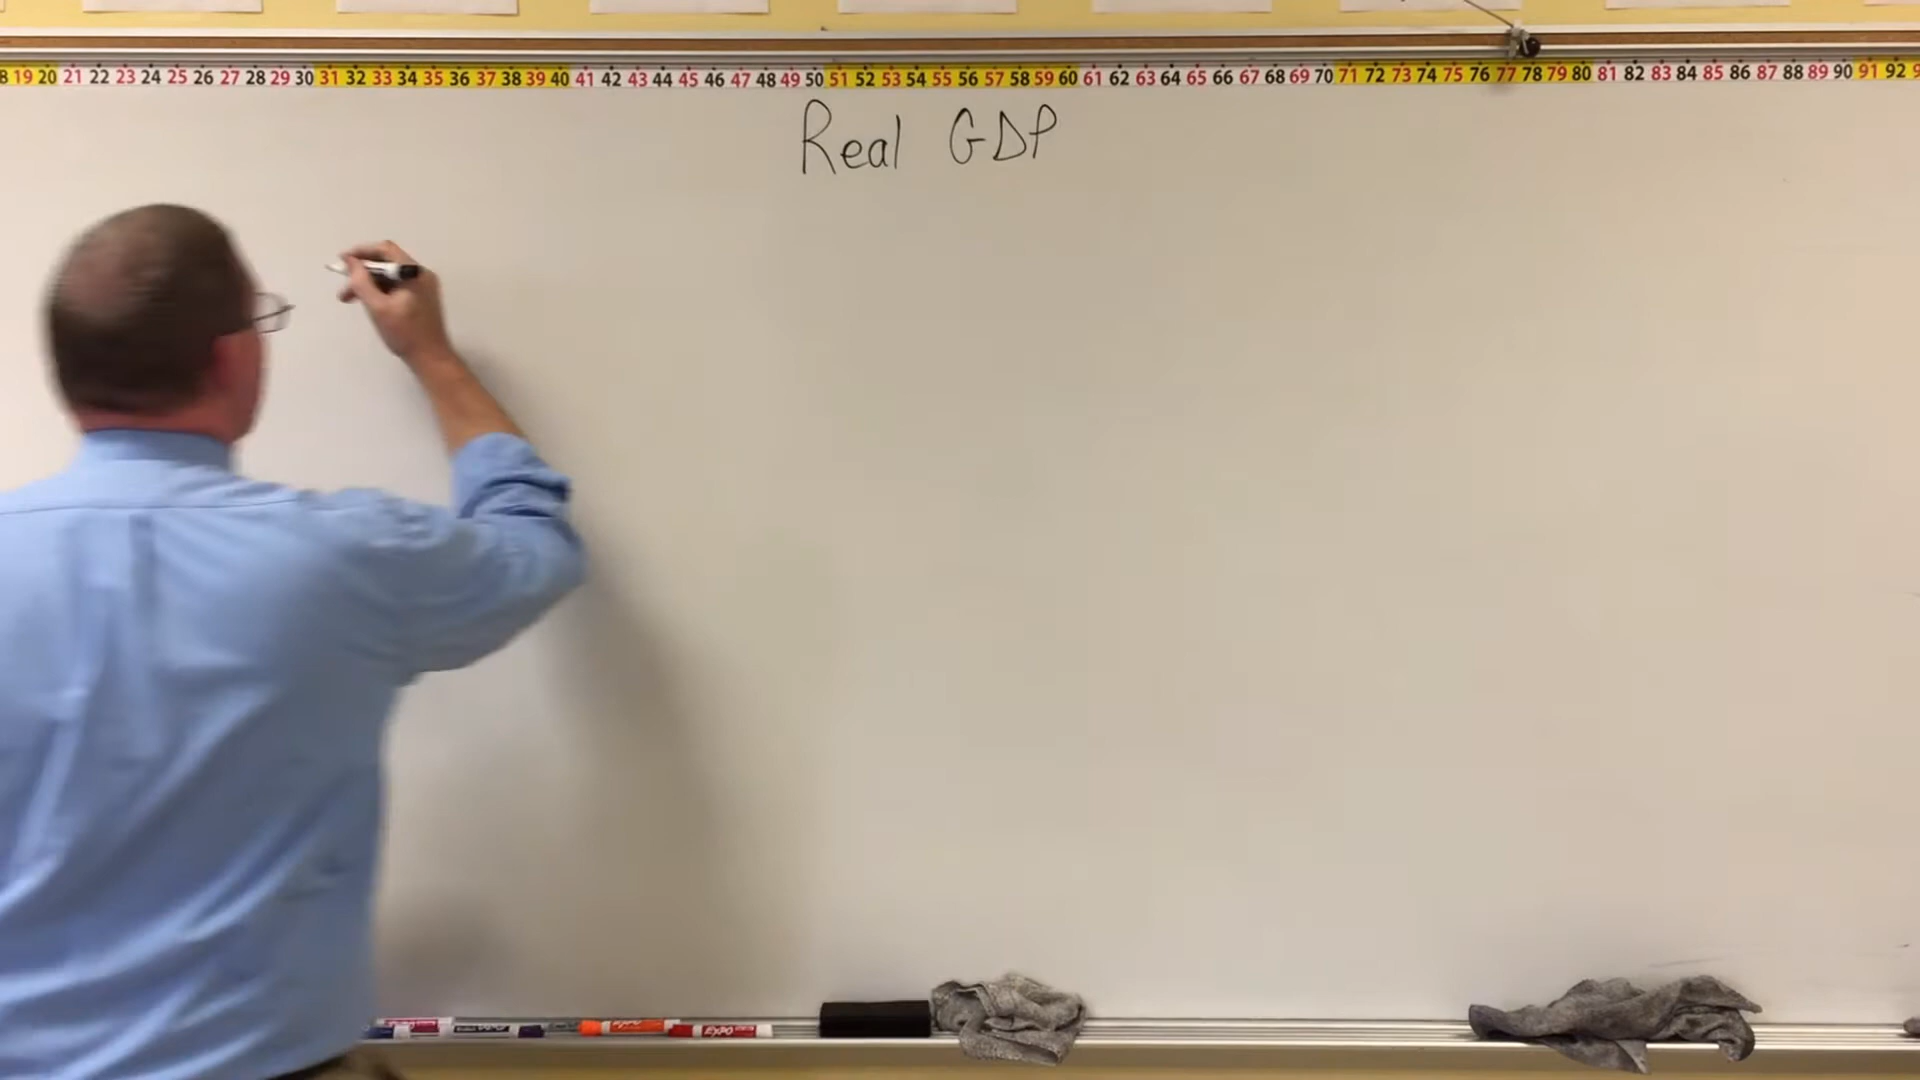 8 19 20 21 22 23 24 25 26 27 28 29 30 31 32 33 34 35 36 37 38 39 40 41 42 43 44 45 46 47 48 49 50 51 52 53 54 55 56 57 58 59 60 61 62 63 64 65 66 67 68 69 70 71 72 73 74 75 76 77 78 79 80 81 82 83 84 85 86 87 88 89 90 91 92 9
Real GDP
EXPO